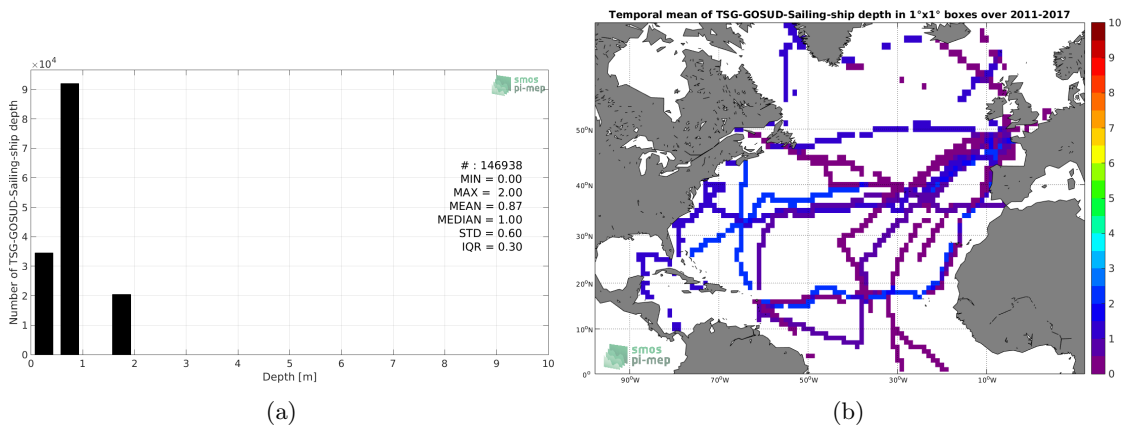 ×10⁴
9
8
7
6
5
4
3
2
1
0
Number of TSG-GOSUD-Sailing-ship depth
smos
pi-mep
# : 146938
MIN = 0.00
MAX = 2.00
MEAN = 0.87
MEDIAN = 1.00
STD = 0.60
IQR = 0.30
0 1 2 3 4 5 6 7 8 9 10
Depth [m]
(a)
Temporal mean of TSG-GOSUD-Sailing-ship depth in 1°x1° boxes over 2011-2017
50°N
40°N
30°N
20°N
10°N
0°
90°W 70°W 50°W 30°W 10°W
smos
pi-mep
10
9
8
7
6
5
4
3
2
1
0
(b)